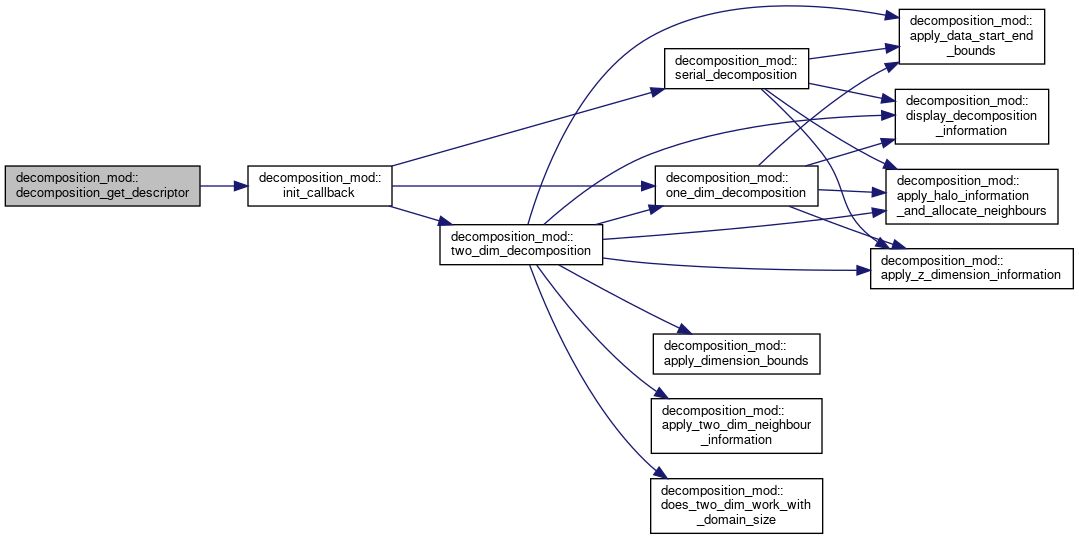 decomposition_mod::
decomposition_get_descriptor
decomposition_mod::
init_callback
decomposition_mod::
two_dim_decomposition
decomposition_mod::
serial_decomposition
decomposition_mod::
one_dim_decomposition
decomposition_mod::
apply_dimension_bounds
decomposition_mod::
apply_two_dim_neighbour
_information
decomposition_mod::
does_two_dim_work_with
_domain_size
decomposition_mod::
apply_data_start_end
_bounds
decomposition_mod::
display_decomposition
_information
decomposition_mod::
apply_halo_information
_and_allocate_neighbours
decomposition_mod::
apply_z_dimension_information